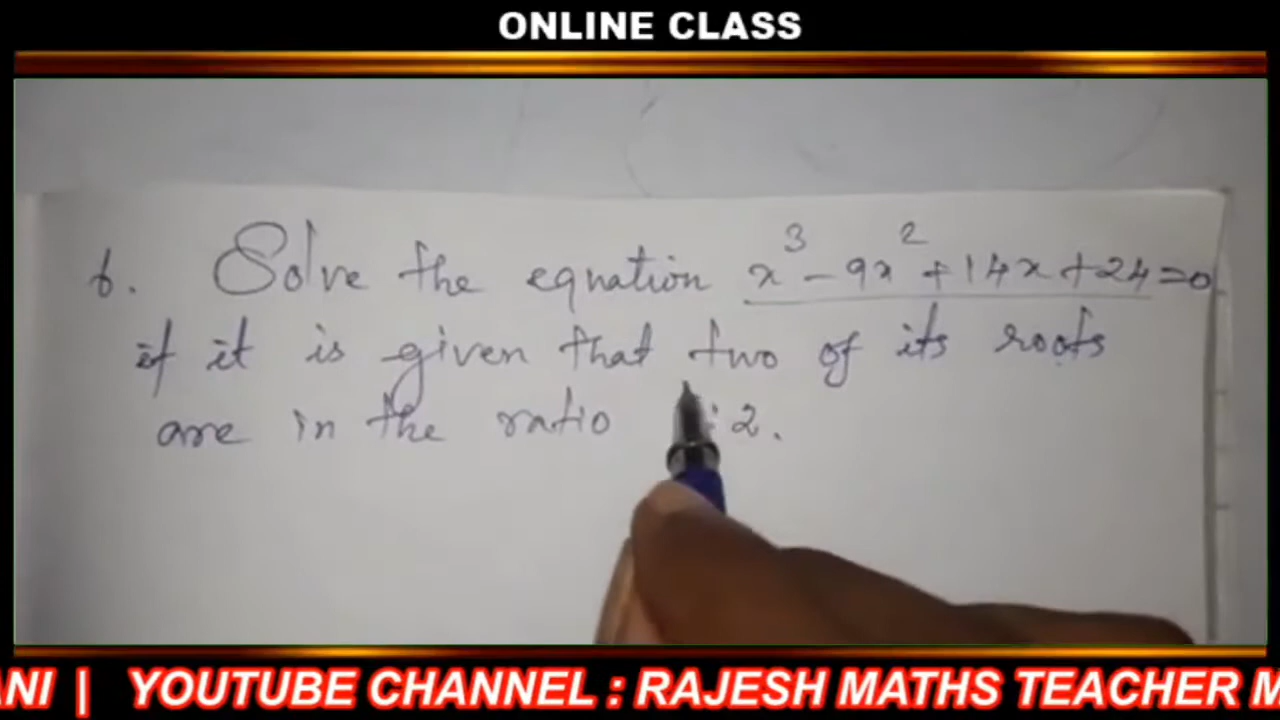 ONLINE CLASS
6. Solve the equation x³ - 9x² + 14x + 24 = 0
if it is given that two of its roots
are in the ratio : 2.
ANI | YOUTUBE CHANNEL : RAJESH MATHS TEACHER M